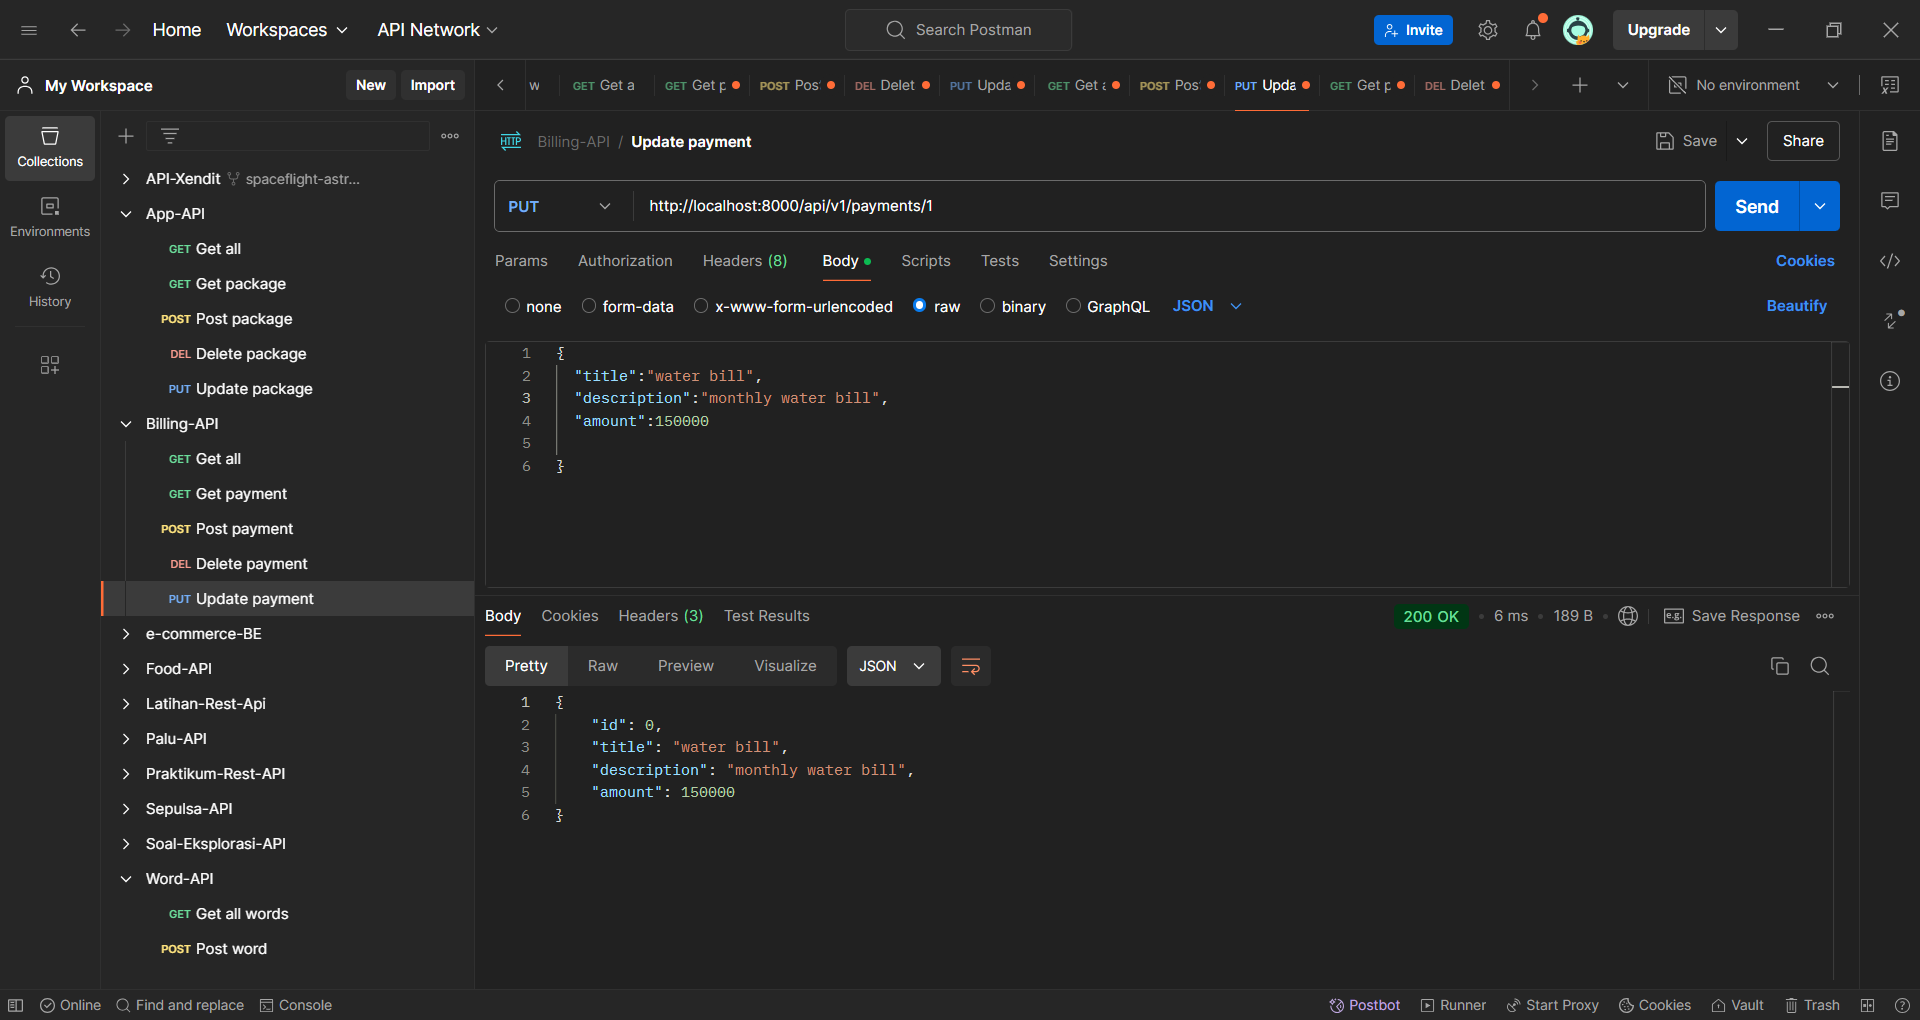 Home Workspaces API Network Search Postman Invite Upgrade
My Workspace New Import
w GET Get a GET Get p POST Pos DEL Delet PUT Upda GET Get a POST Pos PUT Upda GET Get p DEL Delet No environment
Collections
Environments
History
API-Xendit spaceflight-astr...
App-API
GET Get all
GET Get package
POST Post package
DEL Delete package
PUT Update package
Billing-API
GET Get all
GET Get payment
POST Post payment
DEL Delete payment
PUT Update payment
e-commerce-BE
Food-API
Latihan-Rest-Api
Palu-API
Praktikum-Rest-API
Sepulsa-API
Soal-Eksplorasi-API
Word-API
GET Get all words
POST Post word
HTTP Billing-API / Update payment Save Share
PUT http://localhost:8000/api/v1/payments/1 Send
Params Authorization Headers (8) Body Scripts Tests Settings Cookies
none form-data x-www-form-urlencoded raw binary GraphQL JSON Beautify
1 {
2 "title":"water bill",
3 "description":"monthly water bill",
4 "amount":150000
5
6 }
Body Cookies Headers (3) Test Results 200 OK 6 ms 189 B e.g. Save Response
Pretty Raw Preview Visualize JSON
1 {
2 "id": 0,
3 "title": "water bill",
4 "description": "monthly water bill",
5 "amount": 150000
6 }
Online Find and replace Console Postbot Runner Start Proxy Cookies Vault Trash